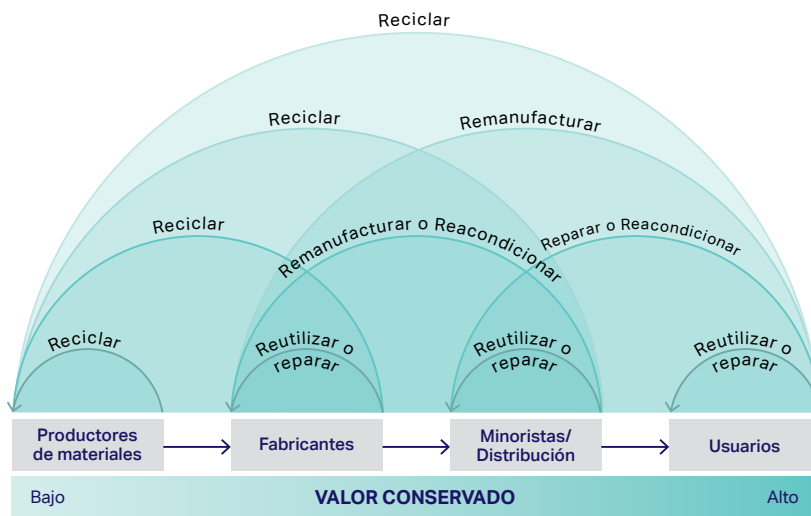 Reciclar
Reciclar
Remanufacturar
Reciclar
Remanufacturar o Reacondicionar
Reparar o Reacondicionar
Reciclar
Reutilizar o
reparar
Reutilizar o
reparar
Reutilizar o
reparar
Productores
de materiales
Fabricantes
Minoristas/
Distribución
Usuarios
Bajo
VALOR CONSERVADO
Alto